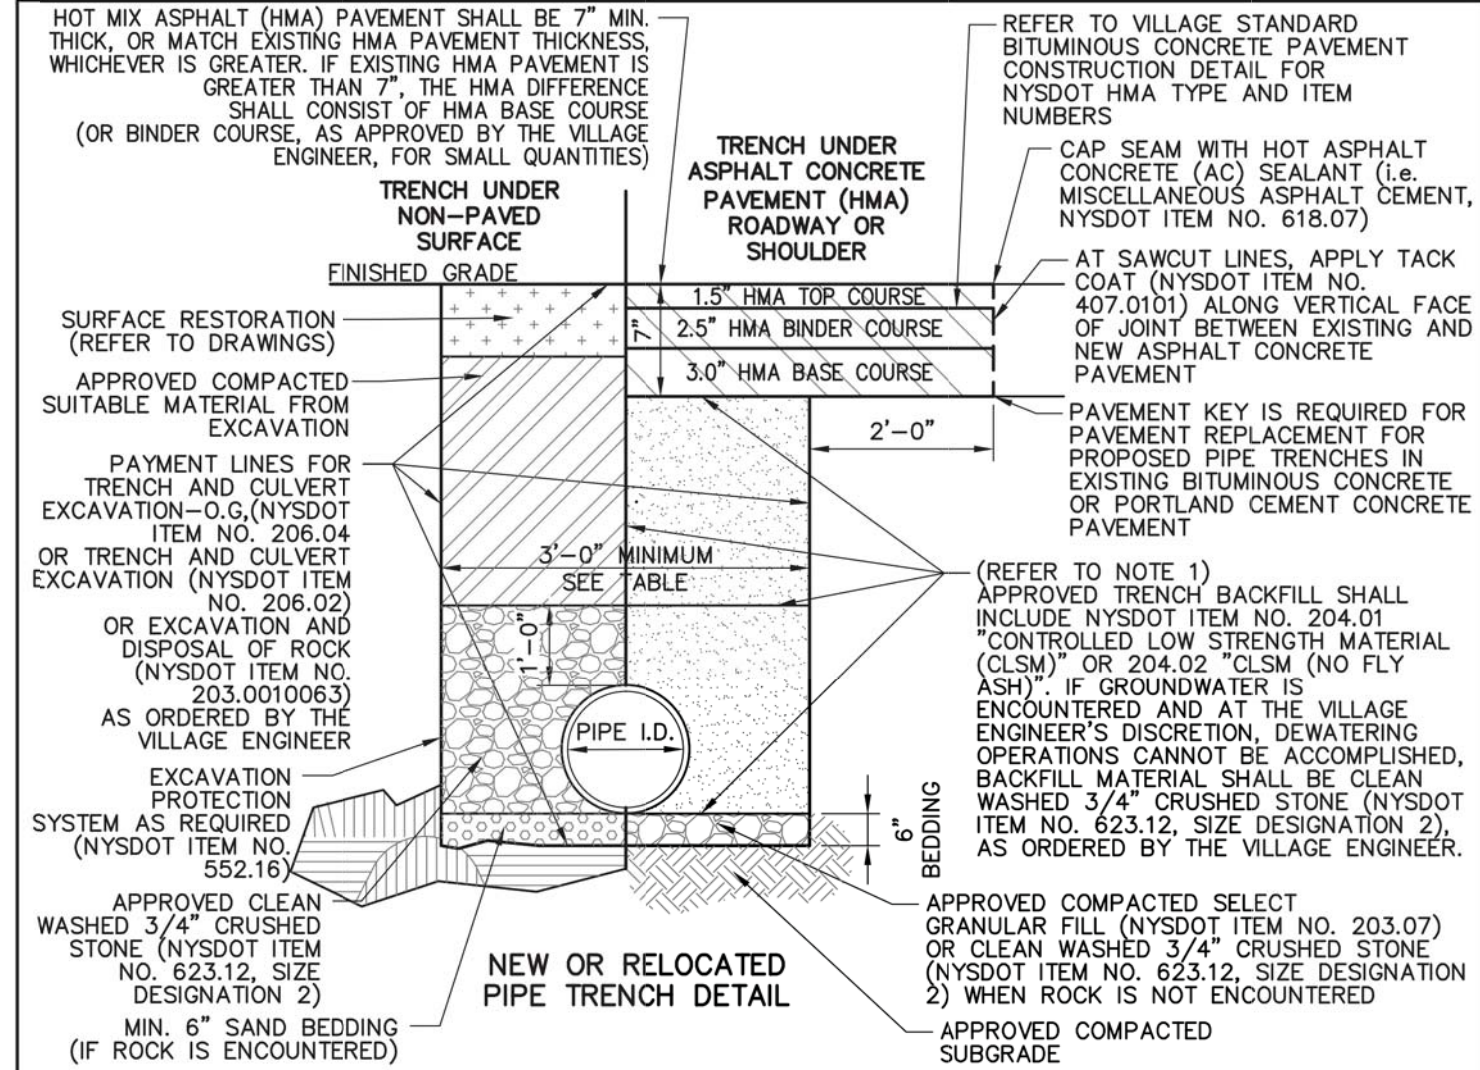 HOT MIX ASPHALT (HMA) PAVEMENT SHALL BE 7" MIN.
THICK, OR MATCH EXISTING HMA PAVEMENT THICKNESS,
WHICHEVER IS GREATER. IF EXISTING HMA PAVEMENT IS
GREATER THAN 7", THE HMA DIFFERENCE
SHALL CONSIST OF HMA BASE COURSE
(OR BINDER COURSE, AS APPROVED BY THE VILLAGE
ENGINEER, FOR SMALL QUANTITIES)
REFER TO VILLAGE STANDARD
BITUMINOUS CONCRETE PAVEMENT
CONSTRUCTION DETAIL FOR
NYSDOT HMA TYPE AND ITEM
NUMBERS
TRENCH UNDER
NON-PAVED
SURFACE
TRENCH UNDER
ASPHALT CONCRETE
PAVEMENT (HMA)
ROADWAY OR
SHOULDER
CAP SEAM WITH HOT ASPHALT
CONCRETE (AC) SEALANT (i.e.
MISCELLANEOUS ASPHALT CEMENT,
NYSDOT ITEM NO. 618.07)
FINISHED GRADE
AT SAWCUT LINES, APPLY TACK
COAT (NYSDOT ITEM NO.
407.0101) ALONG VERTICAL FACE
OF JOINT BETWEEN EXISTING AND
NEW ASPHALT CONCRETE
PAVEMENT
1.5" HMA TOP COURSE
2.5" HMA BINDER COURSE
3.0" HMA BASE COURSE
7"
SURFACE RESTORATION
(REFER TO DRAWINGS)
APPROVED COMPACTED
SUITABLE MATERIAL FROM
EXCAVATION
2'-0"
PAVEMENT KEY IS REQUIRED FOR
PAVEMENT REPLACEMENT FOR
PROPOSED PIPE TRENCHES IN
EXISTING BITUMINOUS CONCRETE
OR PORTLAND CEMENT CONCRETE
PAVEMENT
PAYMENT LINES FOR
TRENCH AND CULVERT
EXCAVATION-O.G,(NYSDOT
ITEM NO. 206.04
OR TRENCH AND CULVERT
EXCAVATION (NYSDOT ITEM
NO. 206.02)
OR EXCAVATION AND
DISPOSAL OF ROCK
(NYSDOT ITEM NO.
203.0010063)
AS ORDERED BY THE
VILLAGE ENGINEER
3'-0" MINIMUM
SEE TABLE
1'-0"
PIPE I.D.
(REFER TO NOTE 1)
APPROVED TRENCH BACKFILL SHALL
INCLUDE NYSDOT ITEM NO. 204.01
"CONTROLLED LOW STRENGTH MATERIAL
(CLSM)" OR 204.02 "CLSM (NO FLY
ASH)". IF GROUNDWATER IS
ENCOUNTERED AND AT THE VILLAGE
ENGINEER'S DISCRETION, DEWATERING
OPERATIONS CANNOT BE ACCOMPLISHED,
BACKFILL MATERIAL SHALL BE CLEAN
WASHED 3/4" CRUSHED STONE (NYSDOT
ITEM NO. 623.12, SIZE DESIGNATION 2),
AS ORDERED BY THE VILLAGE ENGINEER.
EXCAVATION
PROTECTION
SYSTEM AS REQUIRED
(NYSDOT ITEM NO.
552.16)
6"
BEDDING
APPROVED CLEAN
WASHED 3/4" CRUSHED
STONE (NYSDOT ITEM
NO. 623.12, SIZE
DESIGNATION 2)
APPROVED COMPACTED SELECT
GRANULAR FILL (NYSDOT ITEM NO. 203.07)
OR CLEAN WASHED 3/4" CRUSHED STONE
(NYSDOT ITEM NO. 623.12, SIZE DESIGNATION
2) WHEN ROCK IS NOT ENCOUNTERED
NEW OR RELOCATED
PIPE TRENCH DETAIL
MIN. 6" SAND BEDDING
(IF ROCK IS ENCOUNTERED)
APPROVED COMPACTED
SUBGRADE